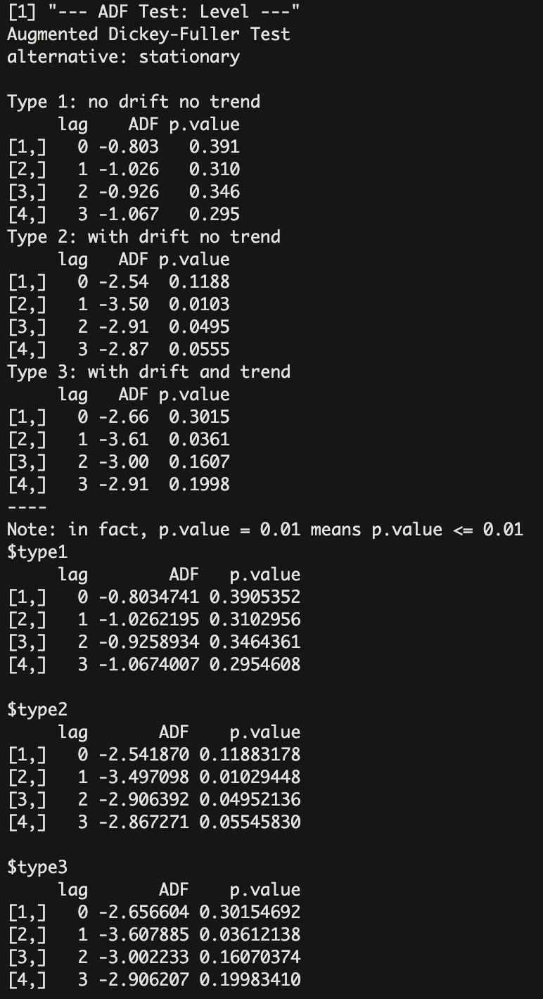 [1] "--- ADF Test: Level ---"
Augmented Dickey-Fuller Test
alternative: stationary

Type 1: no drift no trend
     lag    ADF p.value
[1,]   0 -0.803   0.391
[2,]   1 -1.026   0.310
[3,]   2 -0.926   0.346
[4,]   3 -1.067   0.295
Type 2: with drift no trend
     lag   ADF p.value
[1,]   0 -2.54  0.1188
[2,]   1 -3.50  0.0103
[3,]   2 -2.91  0.0495
[4,]   3 -2.87  0.0555
Type 3: with drift and trend
     lag   ADF p.value
[1,]   0 -2.66  0.3015
[2,]   1 -3.61  0.0361
[3,]   2 -3.00  0.1607
[4,]   3 -2.91  0.1998
----
Note: in fact, p.value = 0.01 means p.value <= 0.01
$type1
     lag        ADF   p.value
[1,]   0 -0.8034741 0.3905352
[2,]   1 -1.0262195 0.3102956
[3,]   2 -0.9258934 0.3464361
[4,]   3 -1.0674007 0.2954608

$type2
     lag       ADF    p.value
[1,]   0 -2.541870 0.11883178
[2,]   1 -3.497098 0.01029448
[3,]   2 -2.906392 0.04952136
[4,]   3 -2.867271 0.05545830

$type3
     lag       ADF    p.value
[1,]   0 -2.656604 0.30154692
[2,]   1 -3.607885 0.03612138
[3,]   2 -3.002233 0.16070374
[4,]   3 -2.906207 0.19983410